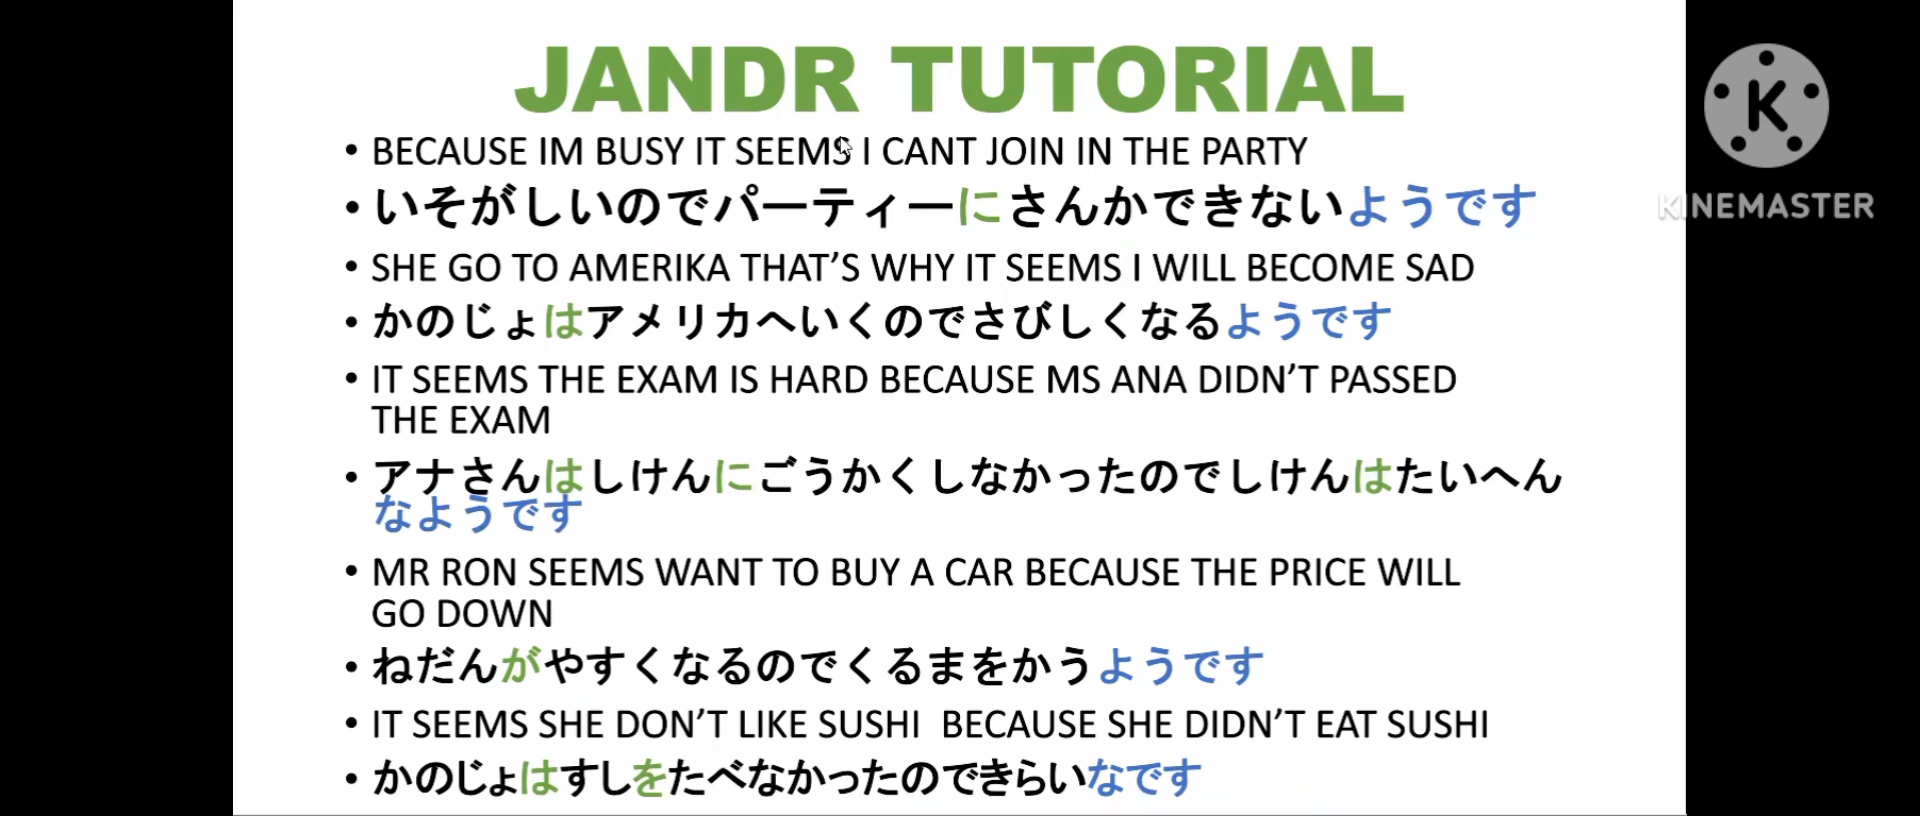 JANDR TUTORIAL
• BECAUSE IM BUSY IT SEEMS I CANT JOIN IN THE PARTY
• いそがしいのでパーティーにさんかできないようです
• SHE GO TO AMERIKA THAT'S WHY IT SEEMS I WILL BECOME SAD
• かのじょはアメリカへいくのでさびしくなるようです
• IT SEEMS THE EXAM IS HARD BECAUSE MS ANA DIDN'T PASSED
THE EXAM
• アナさんはしけんにごうかくしなかったのでしけんはたいへん
なようです
• MR RON SEEMS WANT TO BUY A CAR BECAUSE THE PRICE WILL
GO DOWN
• ねだんがやすくなるのでくるまをかうようです
• IT SEEMS SHE DON'T LIKE SUSHI  BECAUSE SHE DIDN'T EAT SUSHI
• かのじょはすしをたべなかったのできらいなです
K
KINEMASTER